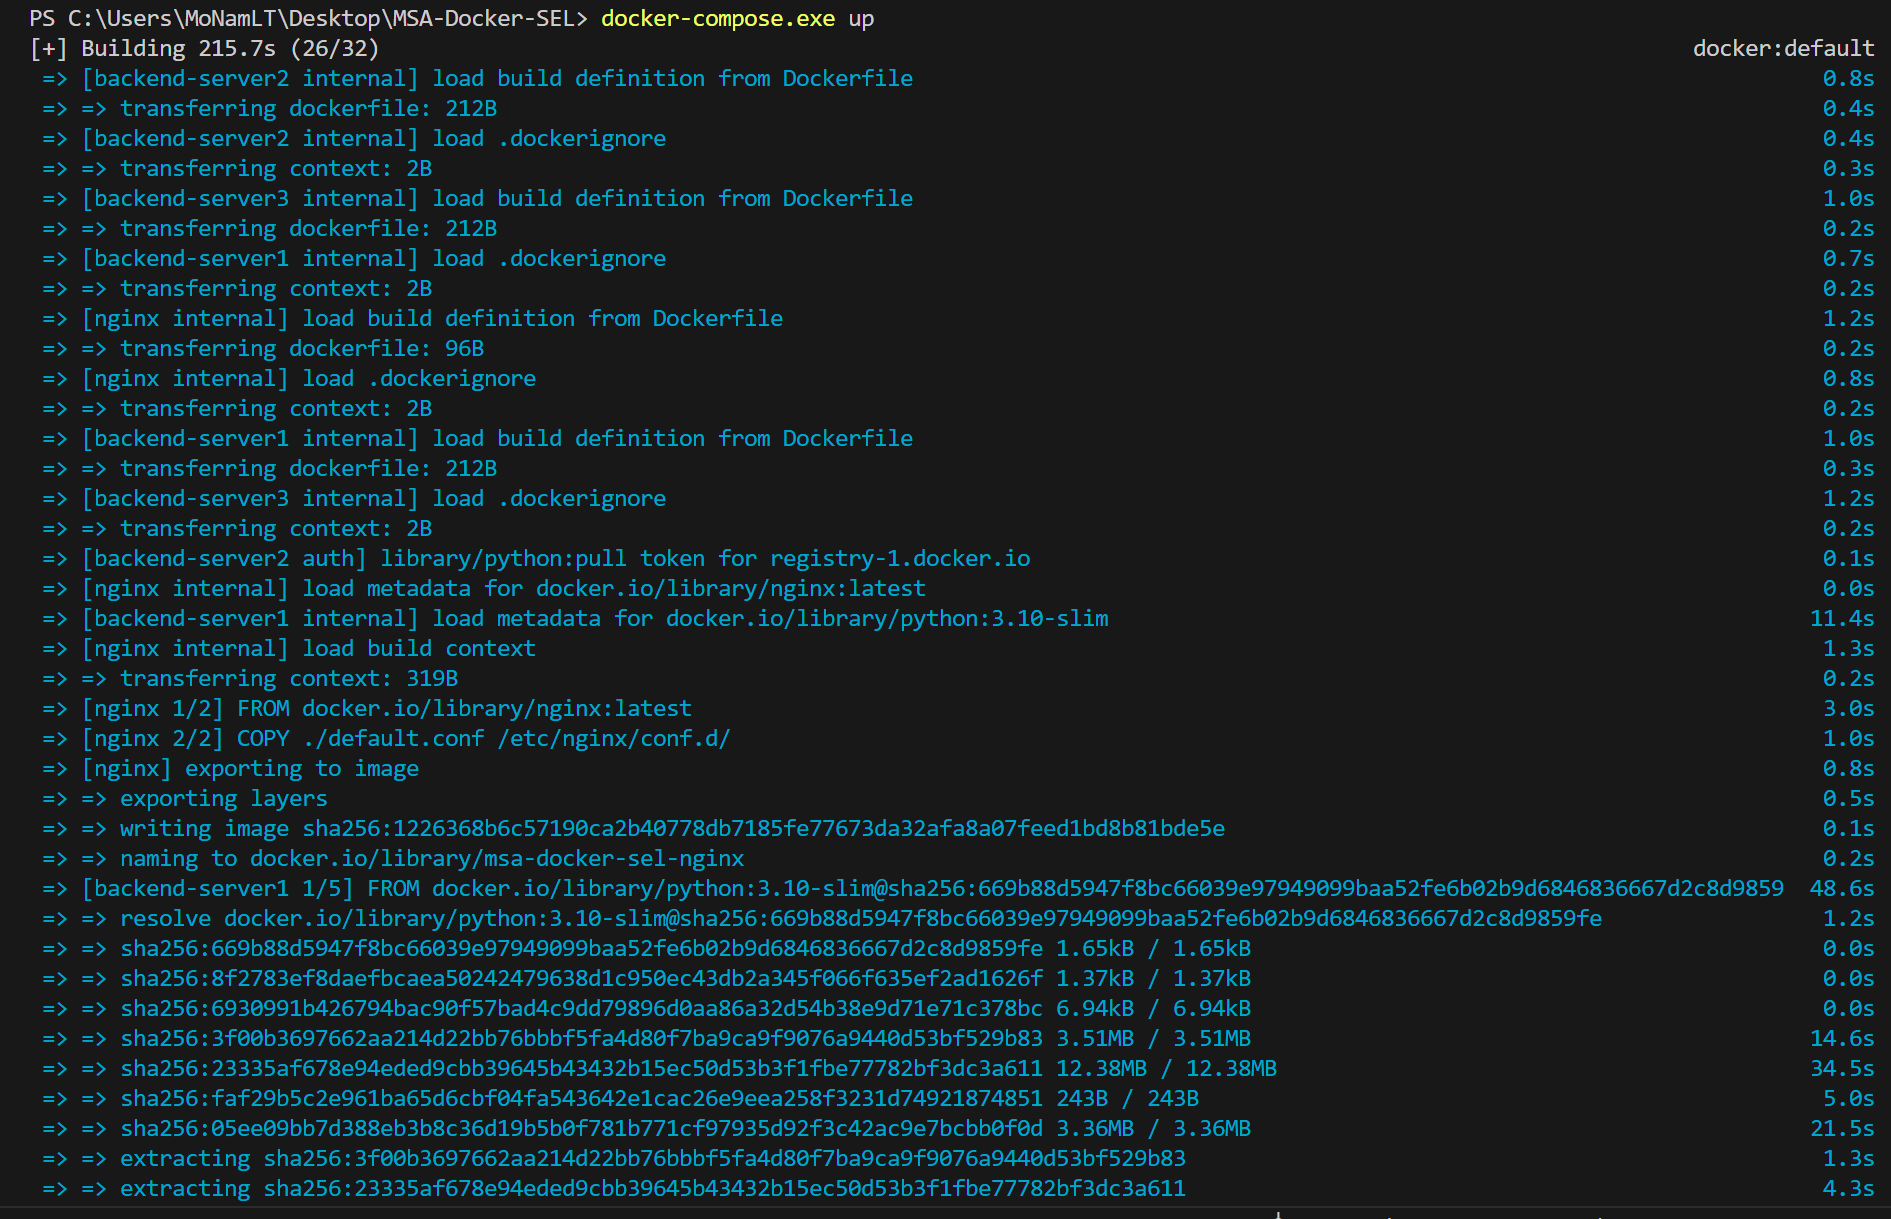 PS C:\Users\MoNamLT\Desktop\MSA-Docker-SEL> docker-compose.exe up
[+] Building 215.7s (26/32) docker:default
=> [backend-server2 internal] load build definition from Dockerfile 0.8s
=> => transferring dockerfile: 212B 0.4s
=> [backend-server2 internal] load .dockerignore 0.4s
=> => transferring context: 2B 0.3s
=> [backend-server3 internal] load build definition from Dockerfile 1.0s
=> => transferring dockerfile: 212B 0.2s
=> [backend-server1 internal] load .dockerignore 0.7s
=> => transferring context: 2B 0.2s
=> [nginx internal] load build definition from Dockerfile 1.2s
=> => transferring dockerfile: 96B 0.2s
=> [nginx internal] load .dockerignore 0.8s
=> => transferring context: 2B 0.2s
=> [backend-server1 internal] load build definition from Dockerfile 1.0s
=> => transferring dockerfile: 212B 0.3s
=> [backend-server3 internal] load .dockerignore 1.2s
=> => transferring context: 2B 0.2s
=> [backend-server2 auth] library/python:pull token for registry-1.docker.io 0.1s
=> [nginx internal] load metadata for docker.io/library/nginx:latest 0.0s
=> [backend-server1 internal] load metadata for docker.io/library/python:3.10-slim 11.4s
=> [nginx internal] load build context 1.3s
=> => transferring context: 319B 0.2s
=> [nginx 1/2] FROM docker.io/library/nginx:latest 3.0s
=> [nginx 2/2] COPY ./default.conf /etc/nginx/conf.d/ 1.0s
=> [nginx] exporting to image 0.8s
=> => exporting layers 0.5s
=> => writing image sha256:1226368b6c57190ca2b40778db7185fe77673da32afa8a07feed1bd8b81bde5e 0.1s
=> => naming to docker.io/library/msa-docker-sel-nginx 0.2s
=> [backend-server1 1/5] FROM docker.io/library/python:3.10-slim@sha256:669b88d5947f8bc66039e97949099baa52fe6b02b9d6846836667d2c8d9859 48.6s
=> => resolve docker.io/library/python:3.10-slim@sha256:669b88d5947f8bc66039e97949099baa52fe6b02b9d6846836667d2c8d9859fe 1.2s
=> => sha256:669b88d5947f8bc66039e97949099baa52fe6b02b9d6846836667d2c8d9859fe 1.65kB / 1.65kB 0.0s
=> => sha256:8f2783ef8daefbcaea50242479638d1c950ec43db2a345f066f635ef2ad1626f 1.37kB / 1.37kB 0.0s
=> => sha256:6930991b426794bac90f57bad4c9dd79896d0aa86a32d54b38e9d71e71c378bc 6.94kB / 6.94kB 0.0s
=> => sha256:3f00b3697662aa214d22bb76bbbf5fa4d80f7ba9ca9f9076a9440d53bf529b83 3.51MB / 3.51MB 14.6s
=> => sha256:23335af678e94eded9cbb39645b43432b15ec50d53b3f1fbe77782bf3dc3a611 12.38MB / 12.38MB 34.5s
=> => sha256:faf29b5c2e961ba65d6cbf04fa543642e1cac26e9eea258f3231d74921874851 243B / 243B 5.0s
=> => sha256:05ee09bb7d388eb3b8c36d19b5b0f781b771cf97935d92f3c42ac9e7bcbb0f0d 3.36MB / 3.36MB 21.5s
=> => extracting sha256:3f00b3697662aa214d22bb76bbbf5fa4d80f7ba9ca9f9076a9440d53bf529b83 1.3s
=> => extracting sha256:23335af678e94eded9cbb39645b43432b15ec50d53b3f1fbe77782bf3dc3a611 4.3s